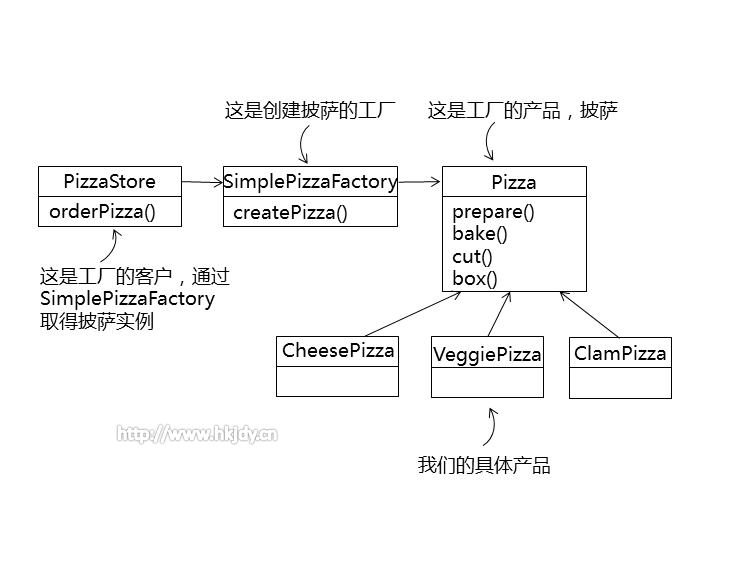 这是创建披萨的工厂
这是工厂的产品，披萨
PizzaStore
orderPizza()
SimplePizzaFactory
createPizza()
Pizza
prepare()
bake()
cut()
box()
这是工厂的客户，通过
SimplePizzaFactory
取得披萨实例
CheesePizza
VeggiePizza
ClamPizza
http://www.hkjdy.cn
我们的具体产品